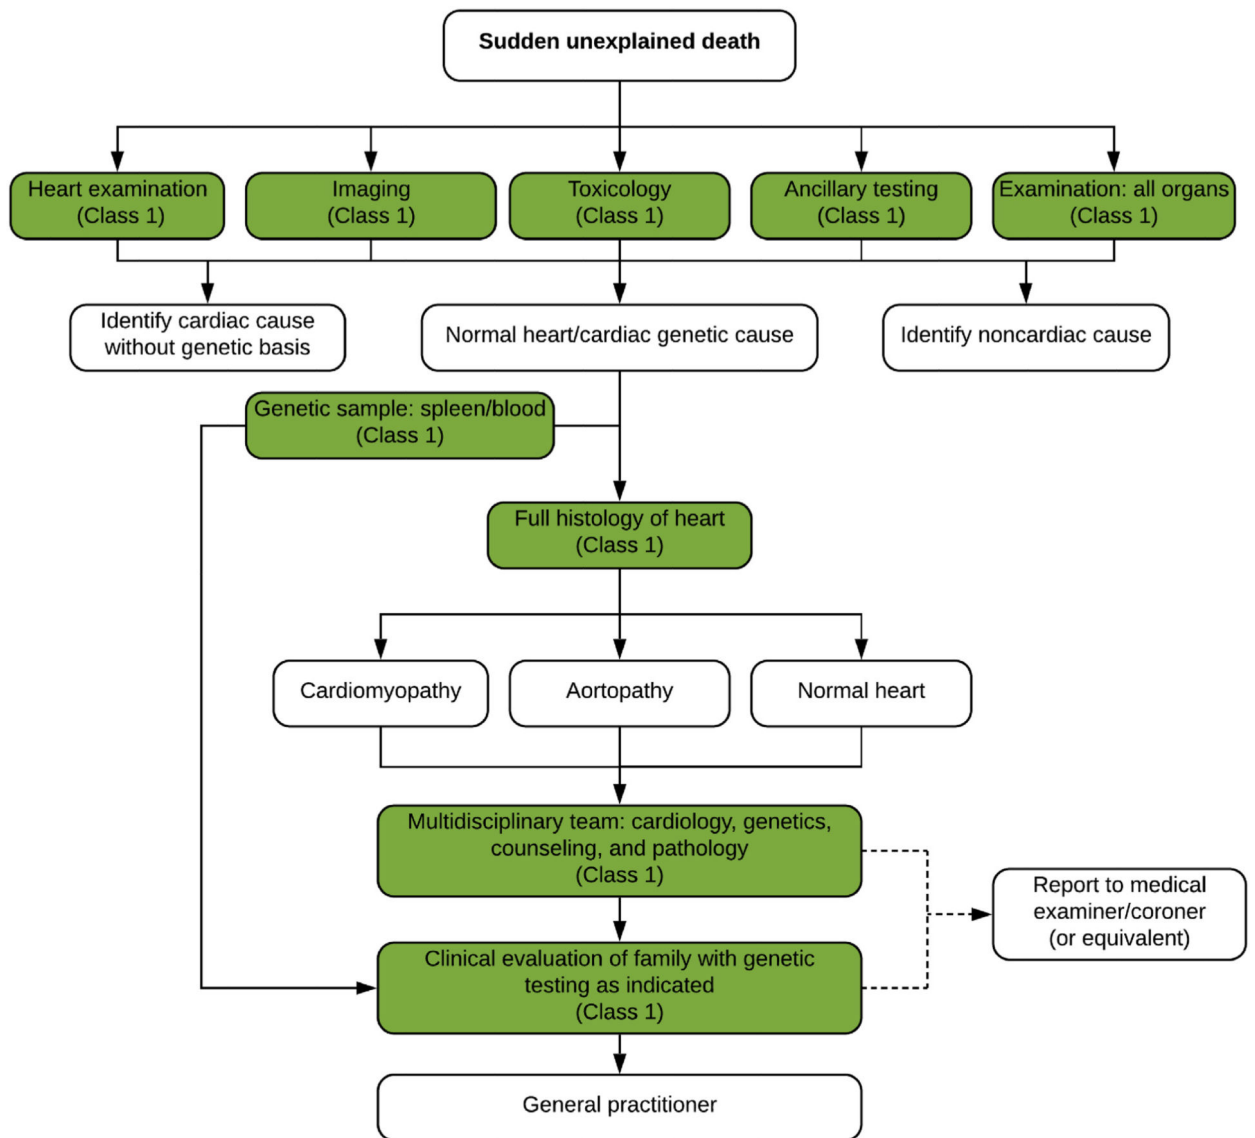 Sudden unexplained death
Heart examination
(Class 1)
Imaging
(Class 1)
Toxicology
(Class 1)
Ancillary testing
(Class 1)
Examination: all organs
(Class 1)
Identify cardiac cause
without genetic basis
Normal heart/cardiac genetic cause
Identify noncardiac cause
Genetic sample: spleen/blood
(Class 1)
Full histology of heart
(Class 1)
Cardiomyopathy
Aortopathy
Normal heart
Multidisciplinary team: cardiology, genetics,
counseling, and pathology
(Class 1)
Report to medical
examiner/coroner
(or equivalent)
Clinical evaluation of family with genetic
testing as indicated
(Class 1)
General practitioner